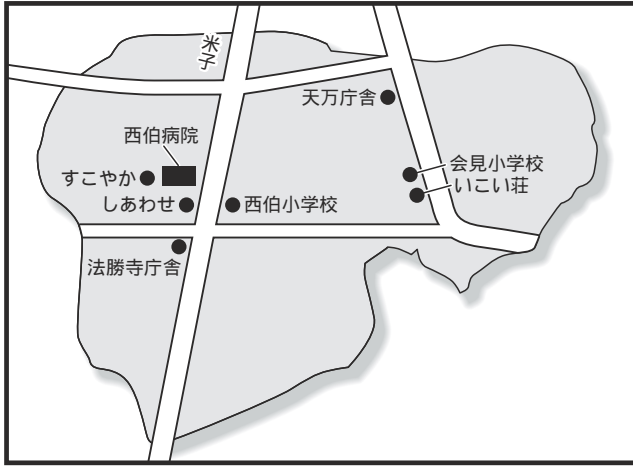 米子
天万庁舎
西伯病院
会見小学校
すこやか
いこい荘
しあわせ
西伯小学校
法勝寺庁舎